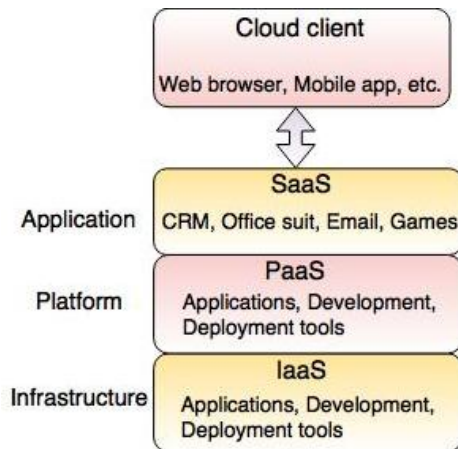 Cloud client
Web browser, Mobile app, etc.
SaaS
Application
CRM, Office suit, Email, Games
PaaS
Platform
Applications, Development,
Deployment tools
IaaS
Infrastructure
Applications, Development,
Deployment tools